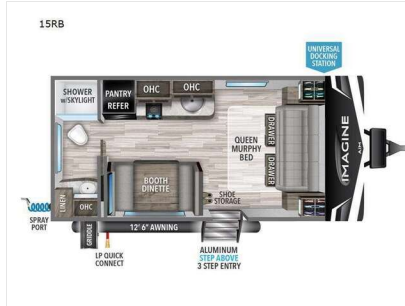 15RB
UNIVERSAL
DOCKING
STATION
SHOWER
w/SKYLIGHT
PANTRY
REFER
OHC
OHC
DRAWER
QUEEN
MURPHY
BED
DRAWER
IMAGINE
AIM
BOOTH
DINETTE
SHOE
STORAGE
LINEN
OHC
SPRAY
PORT
GRIDDLE
12' 6" AWNING
LP QUICK
CONNECT
ALUMINUM
STEP ABOVE
3 STEP ENTRY